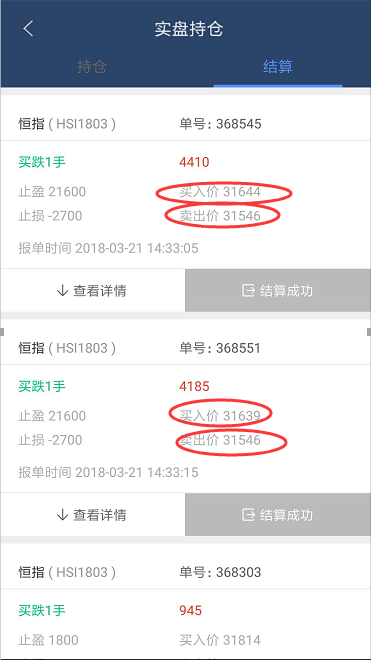 实盘持仓
持仓 结算
恒指 ( HSI1803 ) 单号: 368545
买跌1手 4410
止盈 21600 买入价 31644
止损 -2700 卖出价 31546
报单时间 2018-03-21 14:33:05
查看详情 结算成功
恒指 ( HSI1803 ) 单号: 368551
买跌1手 4185
止盈 21600 买入价 31639
止损 -2700 卖出价 31546
报单时间 2018-03-21 14:33:15
查看详情 结算成功
恒指 ( HSI1803 ) 单号: 368303
买跌1手 945
止盈 1800 买入价 31814